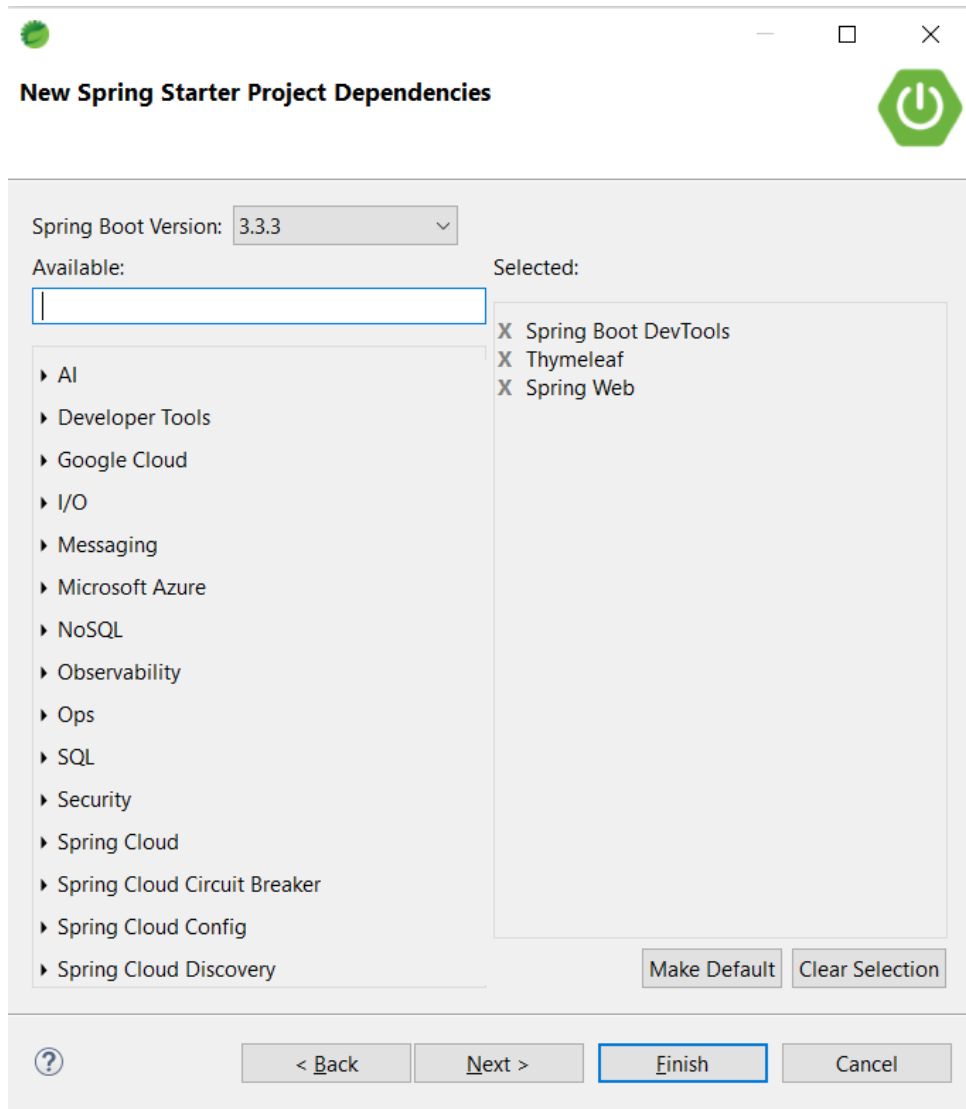 New Spring Starter Project Dependencies
Spring Boot Version: 3.3.3
Available:
Selected:
X Spring Boot DevTools
X Thymeleaf
X Spring Web
AI
Developer Tools
Google Cloud
I/O
Messaging
Microsoft Azure
NoSQL
Observability
Ops
SQL
Security
Spring Cloud
Spring Cloud Circuit Breaker
Spring Cloud Config
Spring Cloud Discovery
Make Default Clear Selection
? < Back Next > Finish Cancel